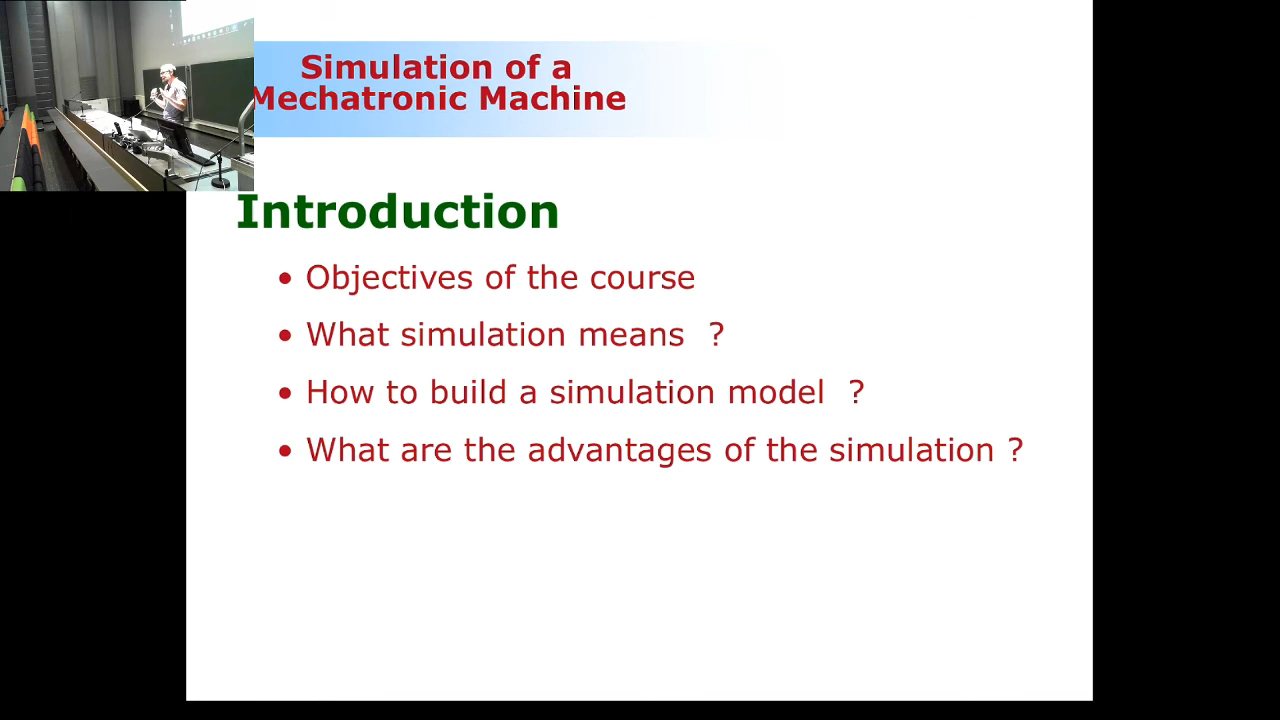 Simulation of a
Mechatronic Machine
Introduction
• Objectives of the course
• What simulation means ?
• How to build a simulation model ?
• What are the advantages of the simulation ?